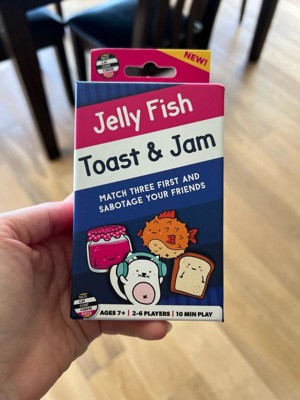 NEW!
Jelly Fish
Toast & Jam
MATCH THREE FIRST AND
SABOTAGE YOUR FRIENDS
AGES 7+ | 2-6 PLAYERS | 10 MIN PLAY